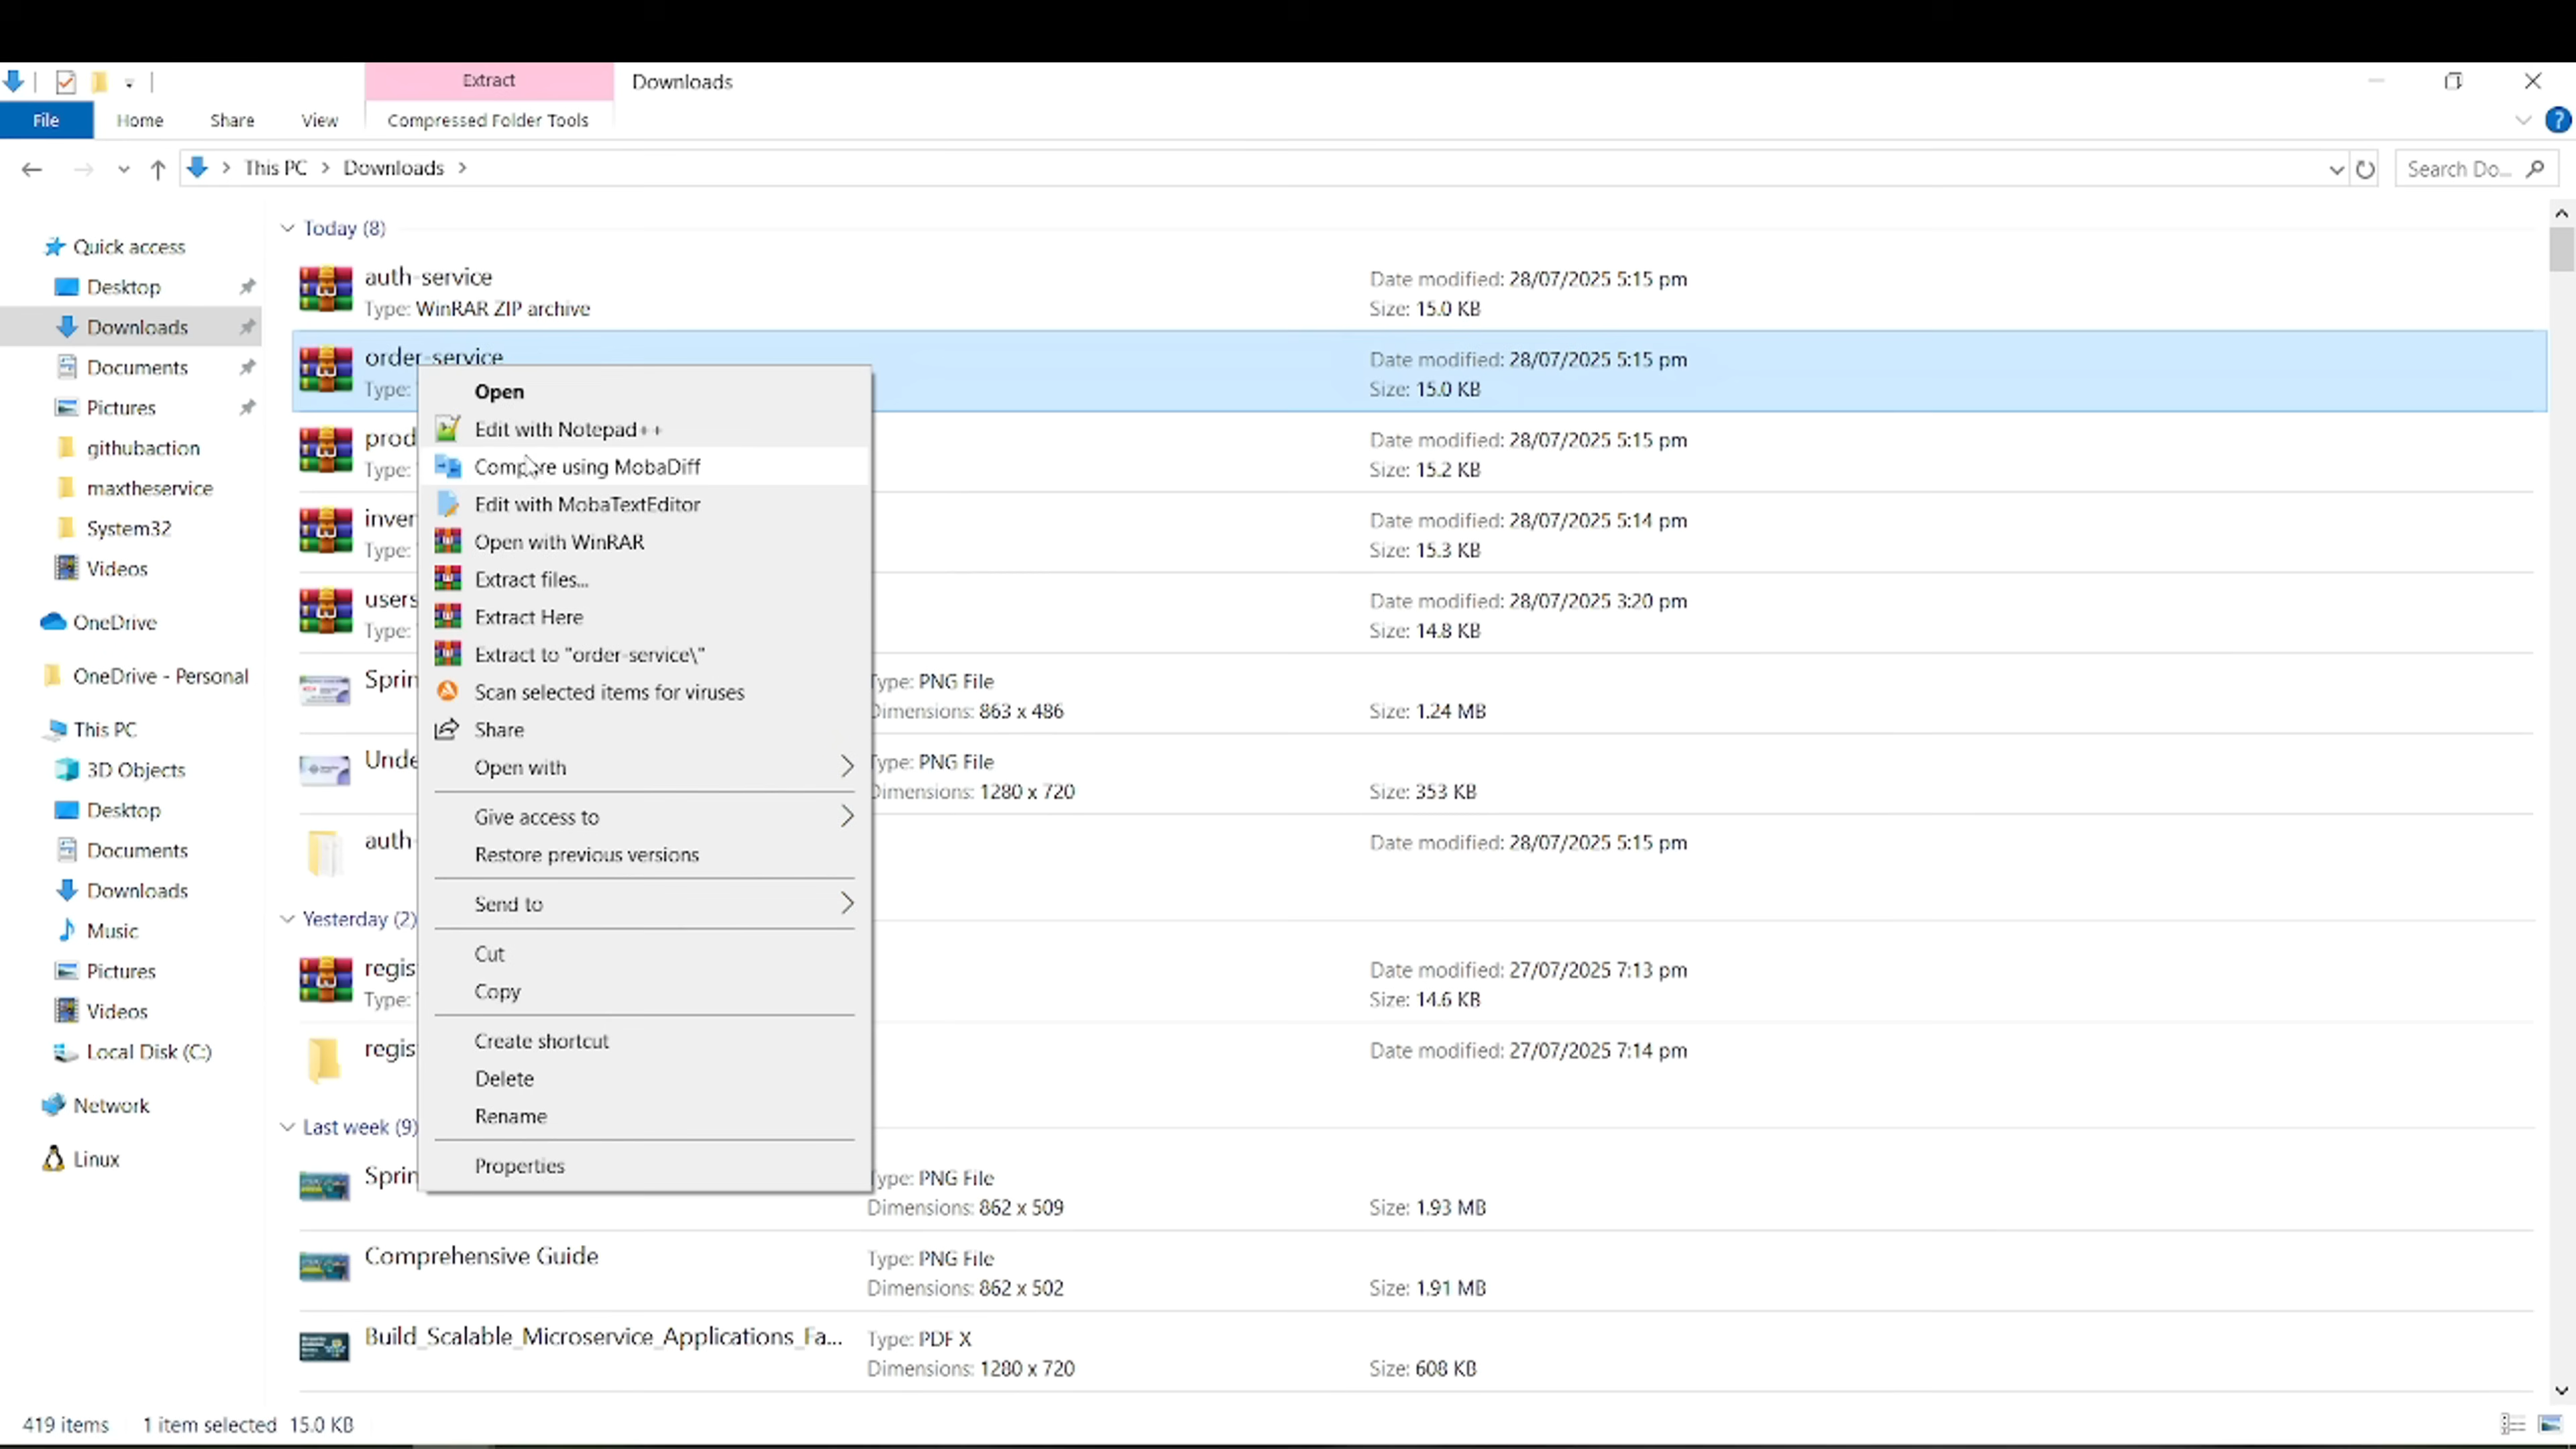 Extract
Downloads
File
Home
Share
View
Compressed Folder Tools
This PC
Downloads
Search Do...
Quick access
Desktop
Downloads
Documents
Pictures
githubaction
maxtheservice
System32
Videos
OneDrive
OneDrive - Personal
This PC
3D Objects
Desktop
Documents
Downloads
Music
Pictures
Videos
Local Disk (C:)
Network
Linux
Today (8)
auth-service
Type: WinRAR ZIP archive
Date modified: 28/07/2025 5:15 pm
Size: 15.0 KB
order-service
Type:
Date modified: 28/07/2025 5:15 pm
Size: 15.0 KB
prod
Type:
Date modified: 28/07/2025 5:15 pm
Size: 15.2 KB
inver
Type:
Date modified: 28/07/2025 5:14 pm
Size: 15.3 KB
users
Type:
Date modified: 28/07/2025 3:20 pm
Size: 14.8 KB
Sprin
Type: PNG File
Dimensions: 863 x 486
Size: 1.24 MB
Unde
Type: PNG File
Dimensions: 1280 x 720
Size: 353 KB
auth-
Date modified: 28/07/2025 5:15 pm
Yesterday (2)
regis
Type:
Date modified: 27/07/2025 7:13 pm
Size: 14.6 KB
regis
Date modified: 27/07/2025 7:14 pm
Last week (9)
Sprin
Type: PNG File
Dimensions: 862 x 509
Size: 1.93 MB
Comprehensive Guide
Type: PNG File
Dimensions: 862 x 502
Size: 1.91 MB
Build_Scalable_Microservice_Applications_Fa...
Type: PDF X
Dimensions: 1280 x 720
Size: 608 KB
Open
Edit with Notepad++
Compare using MobaDiff
Edit with MobaTextEditor
Open with WinRAR
Extract files...
Extract Here
Extract to "order-service\"
Scan selected items for viruses
Share
Open with
Give access to
Restore previous versions
Send to
Cut
Copy
Create shortcut
Delete
Rename
Properties
419 items
1 item selected 15.0 KB